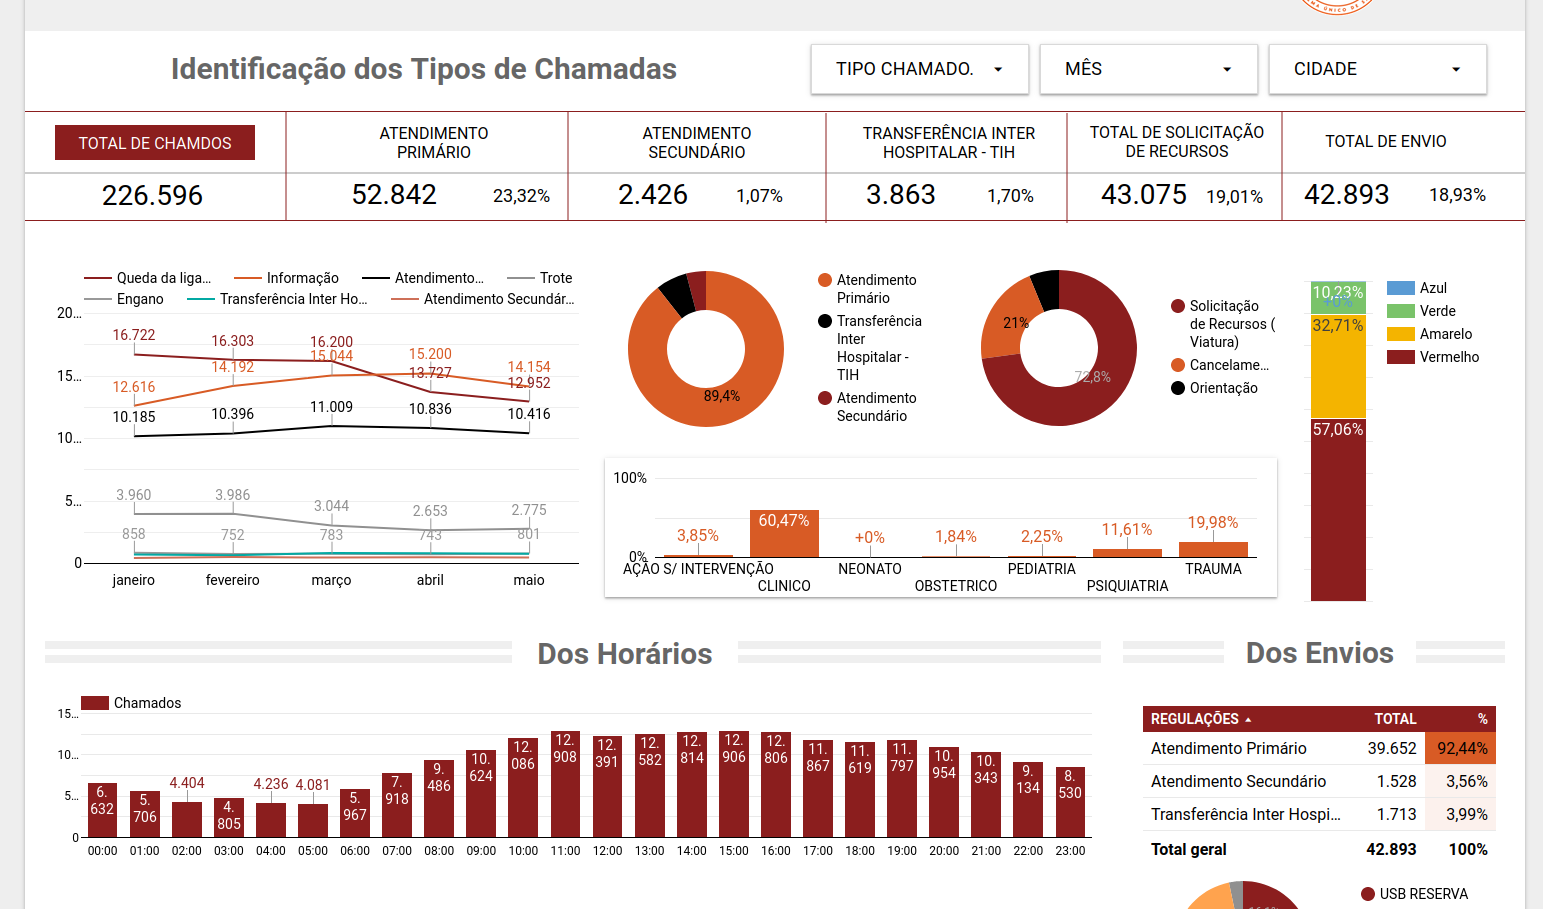 Identificação dos Tipos de Chamadas
TIPO CHAMADO.
MÊS
CIDADE
TOTAL DE CHAMDOS
226.596
ATENDIMENTO
PRIMÁRIO
52.842 23,32%
ATENDIMENTO
SECUNDÁRIO
2.426 1,07%
TRANSFERÊNCIA INTER
HOSPITALAR - TIH
3.863 1,70%
TOTAL DE SOLICITAÇÃO
DE RECURSOS
43.075 19,01%
TOTAL DE ENVIO
42.893 18,93%
Queda da liga... Informação Atendimento... Trote
Engano Transferência Inter Ho... Atendimento Secundár...
20...
15...
10...
5...
0
16.722 16.303 16.200 13.727 12.952
12.616 14.192 15.044 15.200 14.154
10.185 10.396 11.009 10.836 10.416
3.960 3.986 3.044 2.653 2.775
858 752 783 743 801
janeiro fevereiro março abril maio
89,4%
Atendimento
Primário
Transferência
Inter
Hospitalar -
TIH
Atendimento
Secundário
21%
72,8%
Solicitação
de Recursos (
Viatura)
Cancelame...
Orientação
10,23%
+0%
32,71%
57,06%
Azul
Verde
Amarelo
Vermelho
100%
0%
3,85% 60,47% +0% 1,84% 2,25% 11,61% 19,98%
AÇÃO S/ INTERVENÇÃO NEONATO PEDIATRIA TRAUMA
CLINICO OBSTETRICO PSIQUIATRIA
Dos Horários
Chamados
15...
10...
5...
0
6.
632
5.
706
4.404
4.
805
4.236
4.081
5.
967
7.
918
9.
486
10.
624
12.
086
12.
908
12.
391
12.
582
12.
814
12.
906
12.
806
11.
867
11.
619
11.
797
10.
954
10.
343
9.
134
8.
530
00:00 01:00 02:00 03:00 04:00 05:00 06:00 07:00 08:00 09:00 10:00 11:00 12:00 13:00 14:00 15:00 16:00 17:00 18:00 19:00 20:00 21:00 22:00 23:00
Dos Envios
REGULAÇÕES TOTAL %
Atendimento Primário 39.652 92,44%
Atendimento Secundário 1.528 3,56%
Transferência Inter Hospi... 1.713 3,99%
Total geral 42.893 100%
USB RESERVA